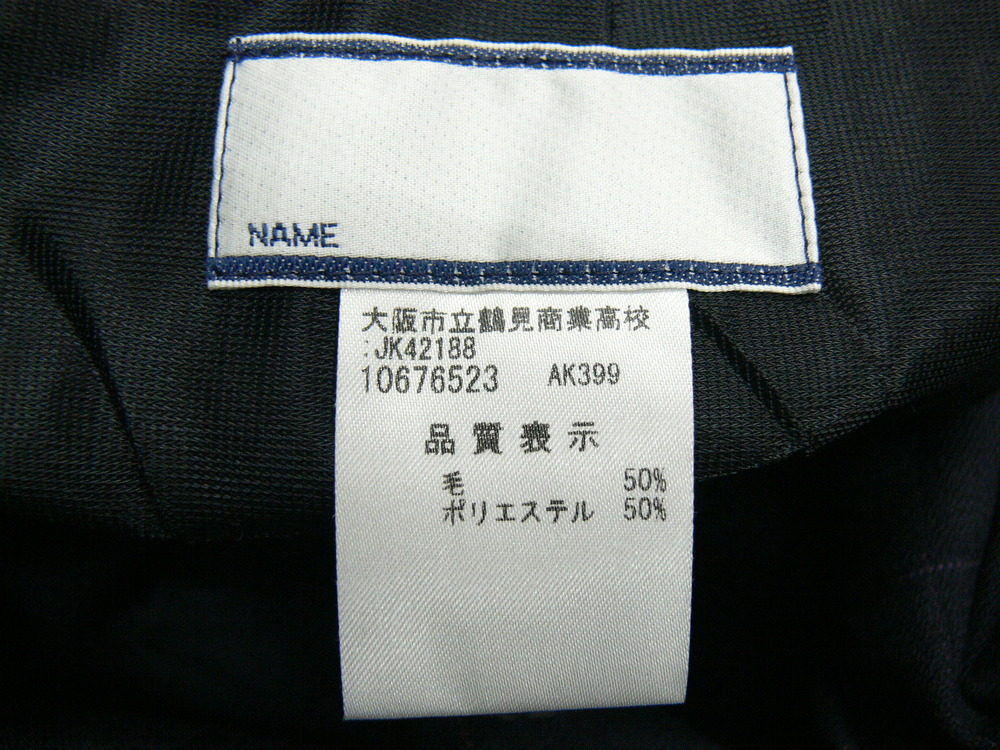 NAME
大阪市立鶴見商業高校
:JK42188
10676523 AK399
品質表示
毛 50%
ポリエステル 50%